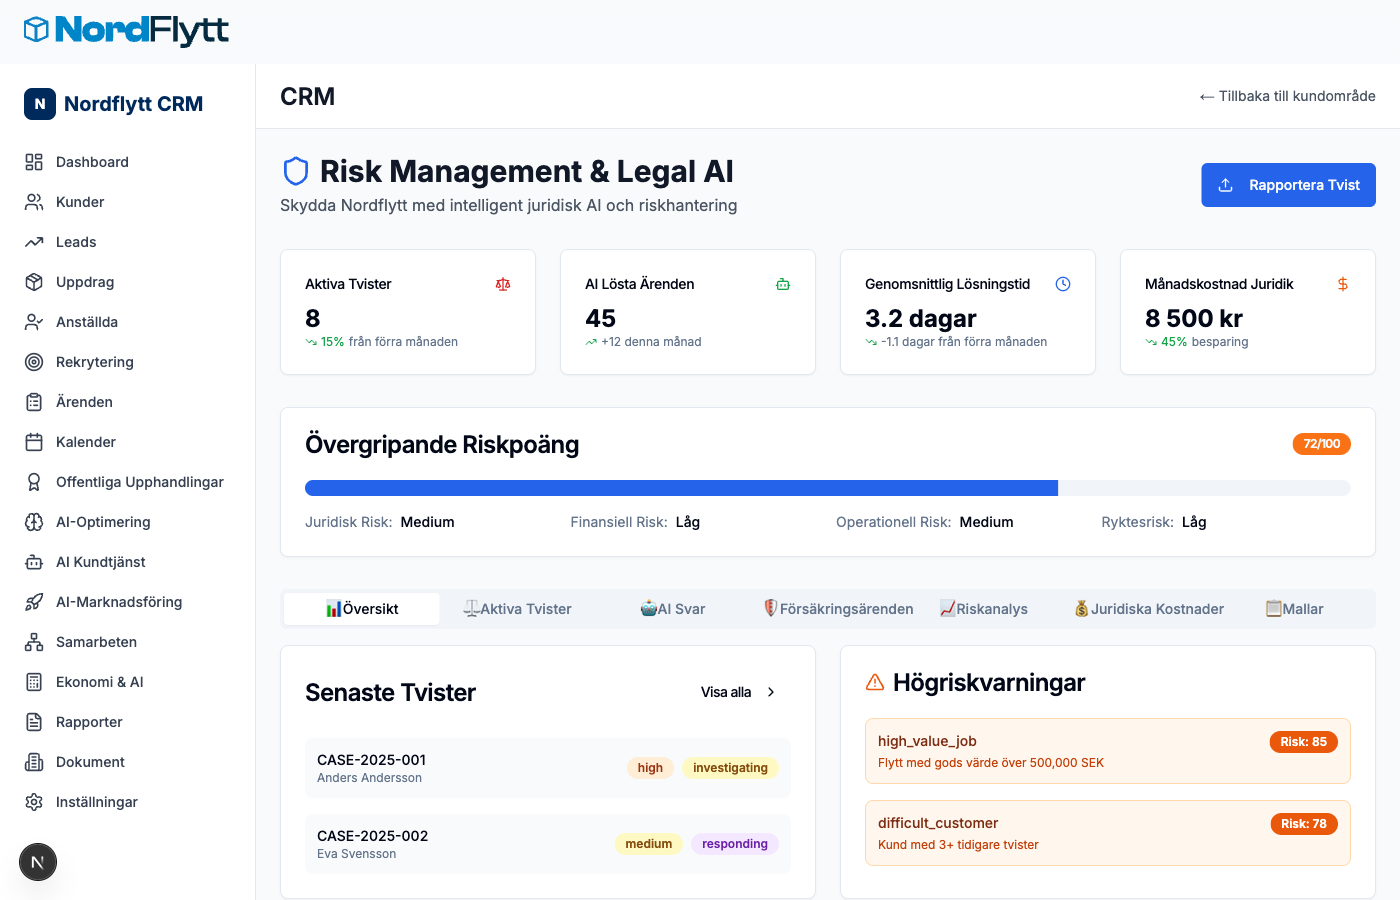 NordFlytt
N Nordflytt CRM
Dashboard
Kunder
Leads
Uppdrag
Anställda
Rekrytering
Ärenden
Kalender
Offentliga Upphandlingar
AI-Optimering
AI Kundtjänst
AI-Marknadsföring
Samarbeten
Ekonomi & AI
Rapporter
Dokument
Inställningar
N
CRM
← Tillbaka till kundområde
Risk Management & Legal AI
Skydda Nordflytt med intelligent juridisk AI och riskhantering
Rapportera Tvist
Aktiva Tvister
8
15% från förra månaden
AI Lösta Ärenden
45
+12 denna månad
Genomsnittlig Lösningstid
3.2 dagar
-1.1 dagar från förra månaden
Månadskostnad Juridik
8 500 kr
45% besparing
Övergripande Riskpoäng
72/100
Juridisk Risk: Medium
Finansiell Risk: Låg
Operationell Risk: Medium
Ryktesrisk: Låg
Översikt
Aktiva Tvister
AI Svar
Försäkringsärenden
Riskanalys
Juridiska Kostnader
Mallar
Senaste Tvister
Visa alla
CASE-2025-001
Anders Andersson
high
investigating
CASE-2025-002
Eva Svensson
medium
responding
Högriskvarningar
high_value_job
Risk: 85
Flytt med gods värde över 500,000 SEK
difficult_customer
Risk: 78
Kund med 3+ tidigare tvister